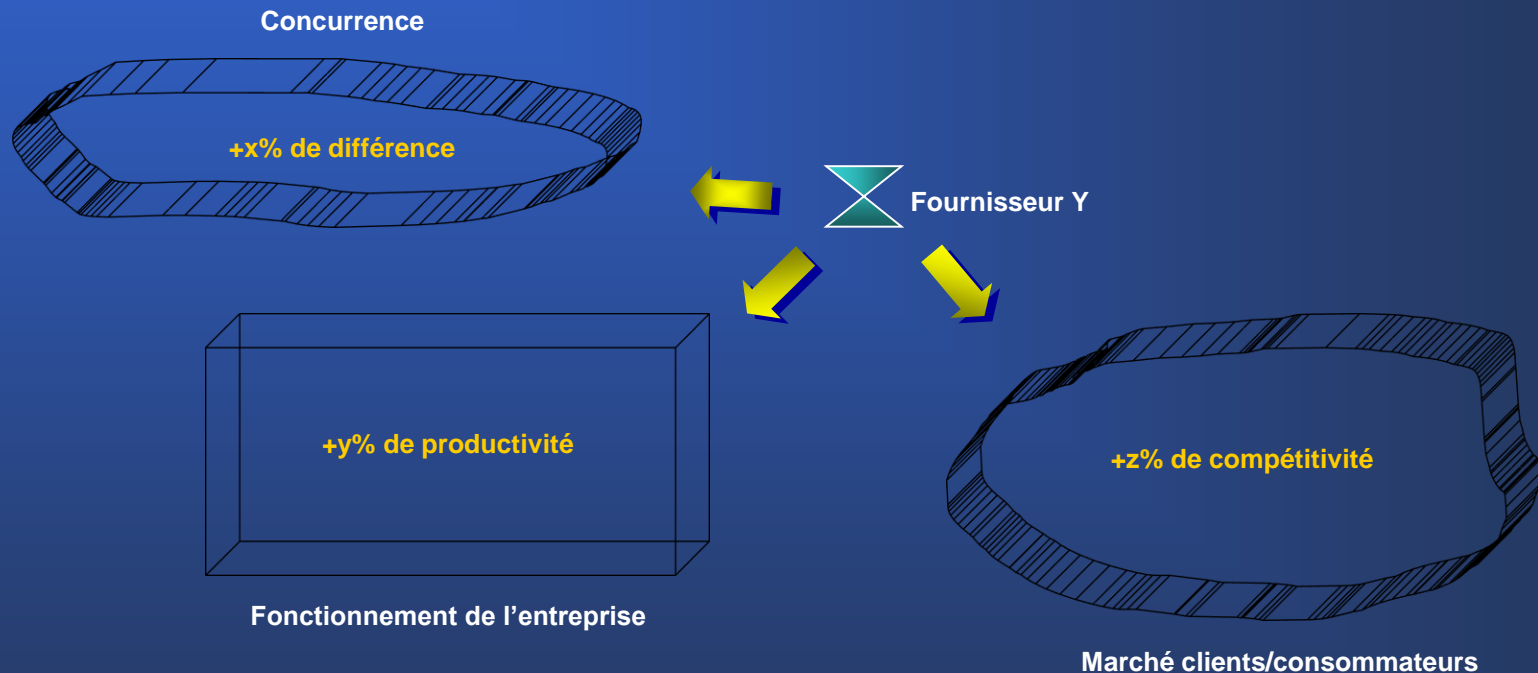 Concurrence
+x% de différence
Fournisseur Y
+y% de productivité
+z% de compétitivité
Fonctionnement de l’entreprise
Marché clients/consommateurs